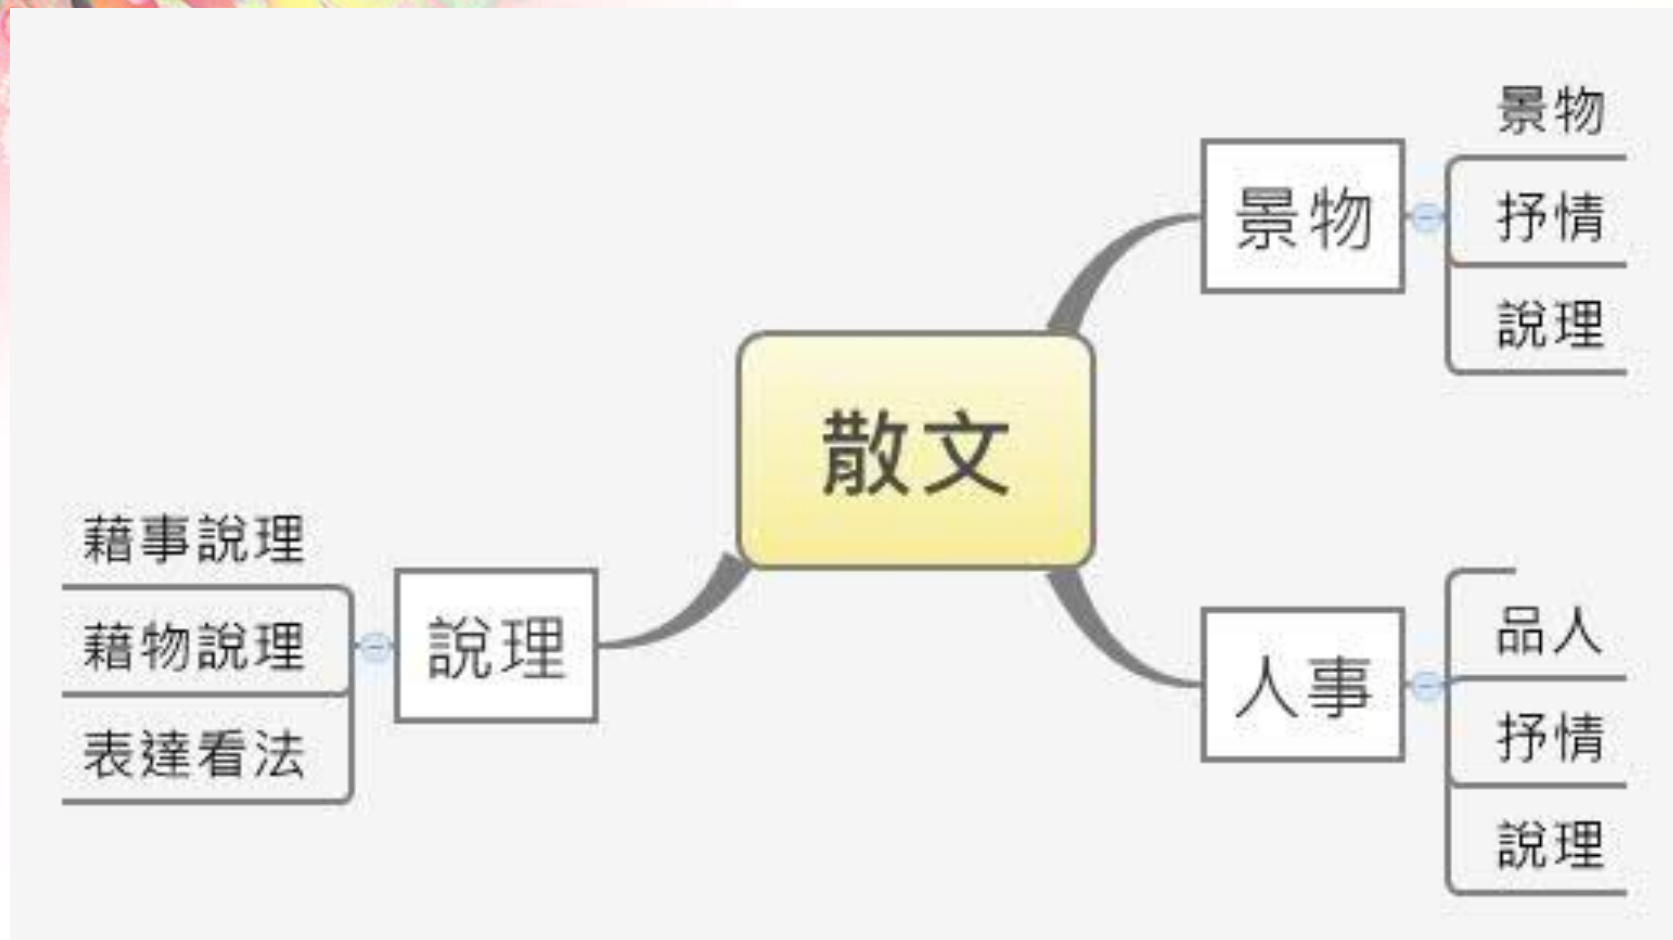 散文
景物
景物
抒情
說理
人事
品人
抒情
說理
說理
藉事說理
藉物說理
表達看法